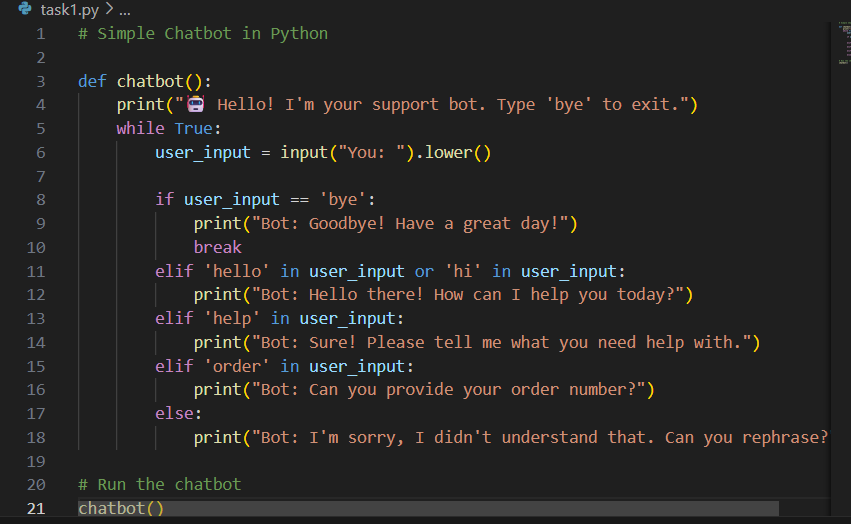 task1.py > ...
1 # Simple Chatbot in Python
2
3 def chatbot():
4     print("🤖 Hello! I'm your support bot. Type 'bye' to exit.")
5     while True:
6         user_input = input("You: ").lower()
7
8         if user_input == 'bye':
9             print("Bot: Goodbye! Have a great day!")
10             break
11         elif 'hello' in user_input or 'hi' in user_input:
12             print("Bot: Hello there! How can I help you today?")
13         elif 'help' in user_input:
14             print("Bot: Sure! Please tell me what you need help with.")
15         elif 'order' in user_input:
16             print("Bot: Can you provide your order number?")
17         else:
18             print("Bot: I'm sorry, I didn't understand that. Can you rephrase?
19
20 # Run the chatbot
21 chatbot()